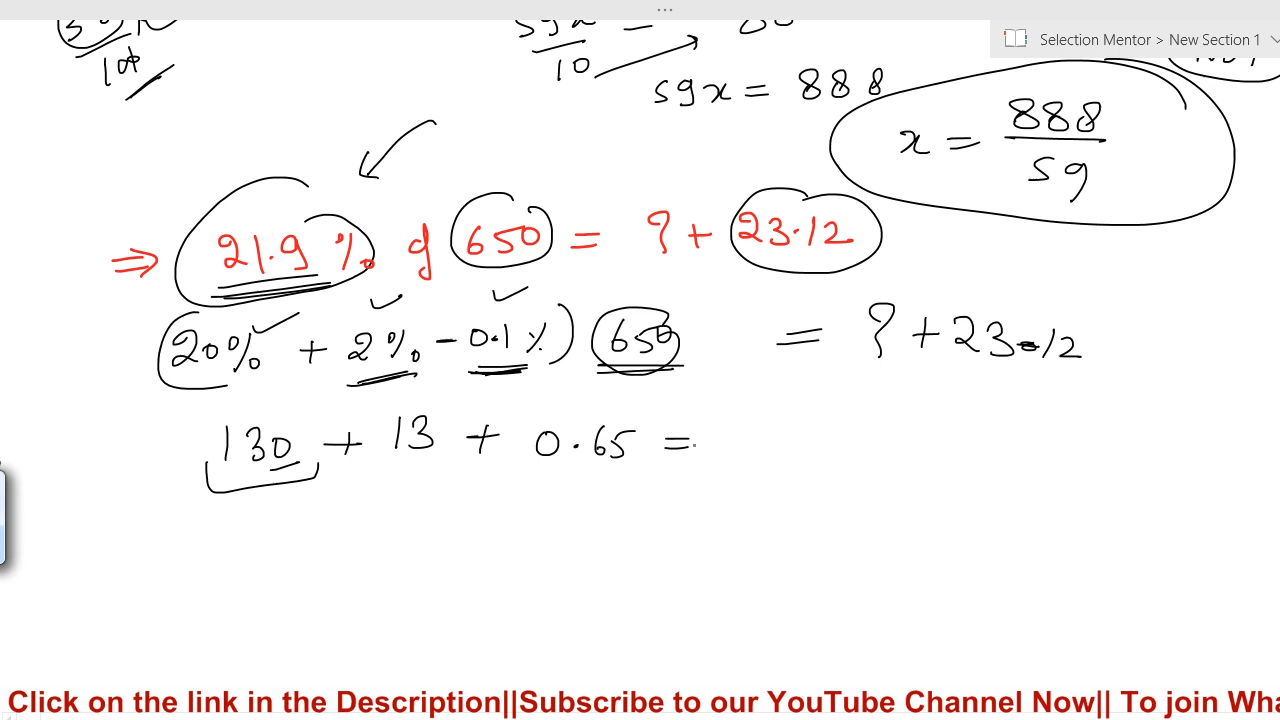 ...
Selection Mentor > New Section 1
10
59x = 888
x = 888/59
⇒ 21.9% of 650 = ? + 23.12
20% + 2% - 0.1%) 650 = ? + 23.12
130 + 13 + 0.65 =
Click on the link in the Description||Subscribe to our YouTube Channel Now|| To join Wha